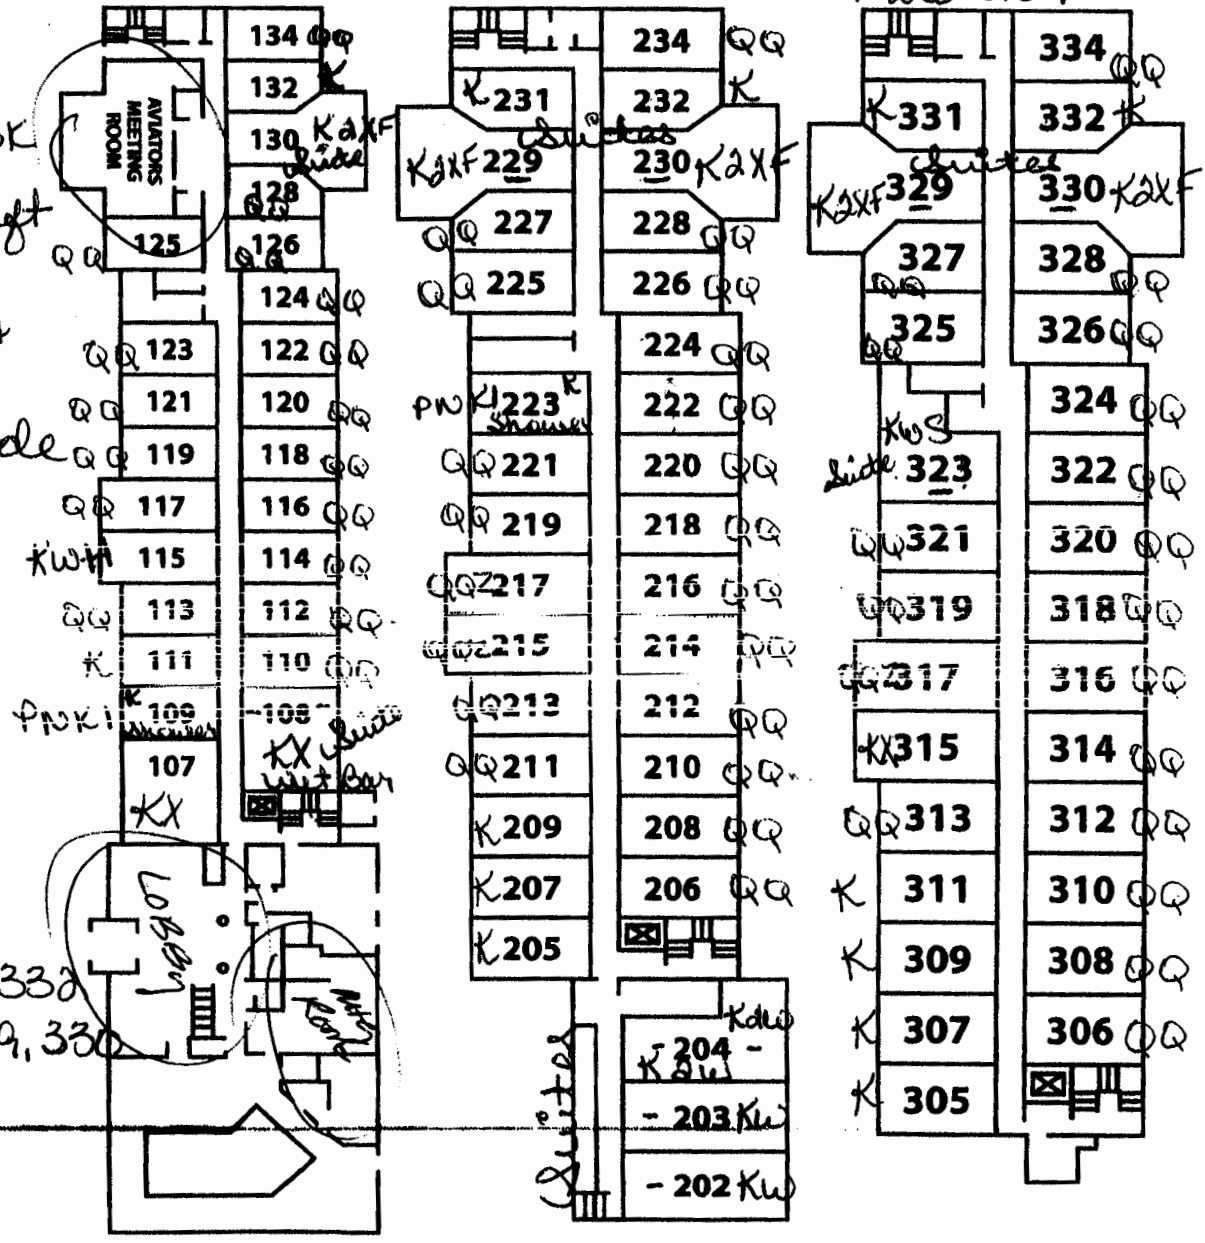 134 QQ
132 K
AVIATORS
MEETING
ROOM
130 K2XF
Suite
128
QQ
125 QQ
126 QQ
124 QQ
QQ 123
122 QQ
QQ 121
120 QQ
QQ 119
118 QQ
QQ 117
116 QQ
KWH 115
114 QQ
QQ 113
112 QQ
K 111
110 QQ
PNK1 109 K
Shower
-108-
KX Suite
Wet Bar
107
KX
LOBBY
332
9, 330
234 QQ
K 231
232 K
Suites
K2XF 229
230 K2XF
QQ 227
228 QQ
QQ 225
226 QQ
224 QQ
PNK1 223 K
Shower
222 QQ
QQ 221
220 QQ
QQ 219
218 QQ
QQZ 217
216 QQ
QQZ 215
214 QQ
QQ 213
212 QQ
QQ 211
210 QQ
K 209
208 QQ
K 207
206 QQ
K 205
Suites
- 204 -
K2W
- 203 KW
- 202 KW
334 QQ
K 331
332 K
Suites
K2XF 329
330 K2XF
327 QQ
328 QQ
325 QQ
326 QQ
324 QQ
KWS
Suite 323
322 QQ
QQ 321
320 QQ
QQ 319
318 QQ
QQZ 317
316 QQ
KX 315
314 QQ
QQ 313
312 QQ
K 311
310 QQ
K 309
308 QQ
K 307
306 QQ
K 305